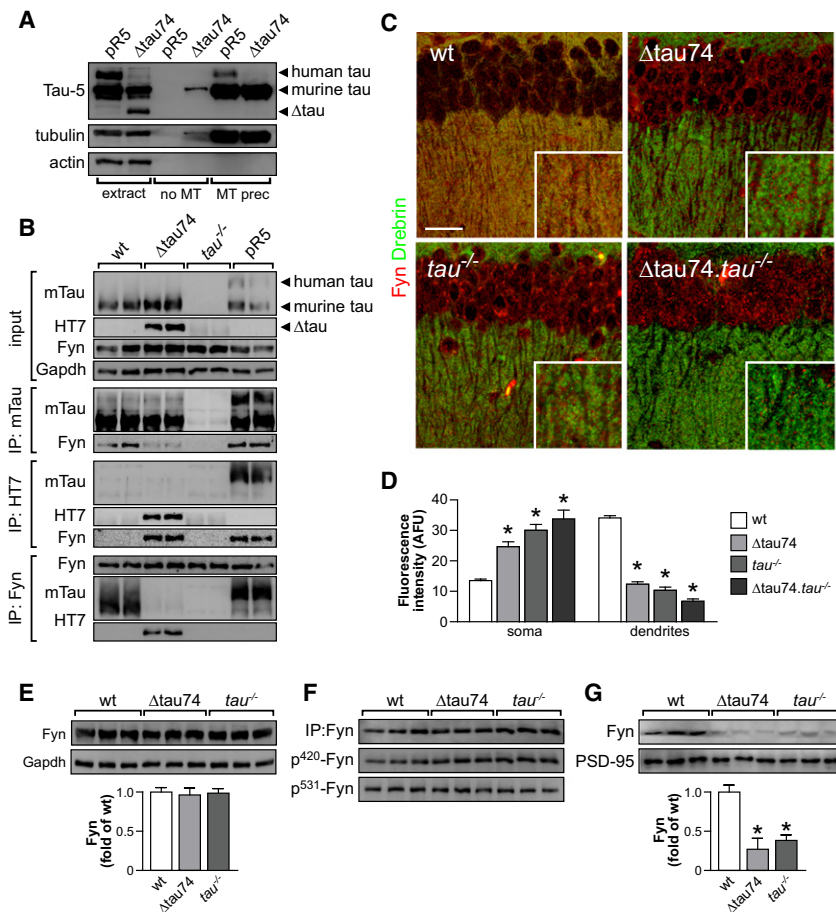 A
pR5 Δtau74 pR5 Δtau74 pR5 Δtau74
Tau-5
human tau
murine tau
Δtau
tubulin
actin
extract no MT MT prec
B
wt Δtau74 tau-/- pR5
input
mTau
human tau
murine tau
HT7
Δtau
Fyn
Gapdh
IP: mTau
mTau
Fyn
IP: HT7
mTau
HT7
Fyn
IP: Fyn
Fyn
mTau
HT7
C
Fyn Drebrin
wt
Δtau74
tau-/-
Δtau74.tau-/-
D
Fluorescence
intensity (AFU)
40
30
20
10
0
* * * * * *
soma dendrites
wt
Δtau74
tau-/-
Δtau74.tau-/-
E
wt Δtau74 tau-/-
Fyn
Gapdh
Fyn
(fold of wt)
1.0
0.5
0
wt Δtau74 tau-/-
F
wt Δtau74 tau-/-
IP:Fyn
p420-Fyn
p531-Fyn
G
wt Δtau74 tau-/-
Fyn
PSD-95
Fyn
(fold of wt)
1.0
0.5
0
* *
wt Δtau74 tau-/-